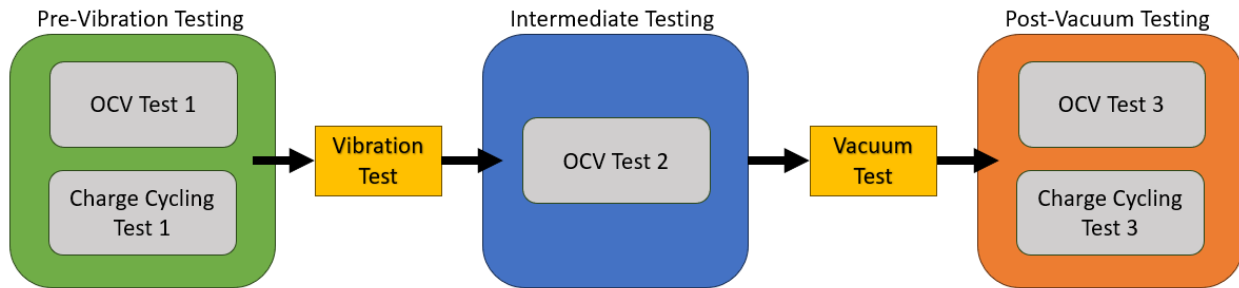 Pre-Vibration Testing
OCV Test 1
Charge Cycling
Test 1
Vibration
Test
Intermediate Testing
OCV Test 2
Vacuum
Test
Post-Vacuum Testing
OCV Test 3
Charge Cycling
Test 3